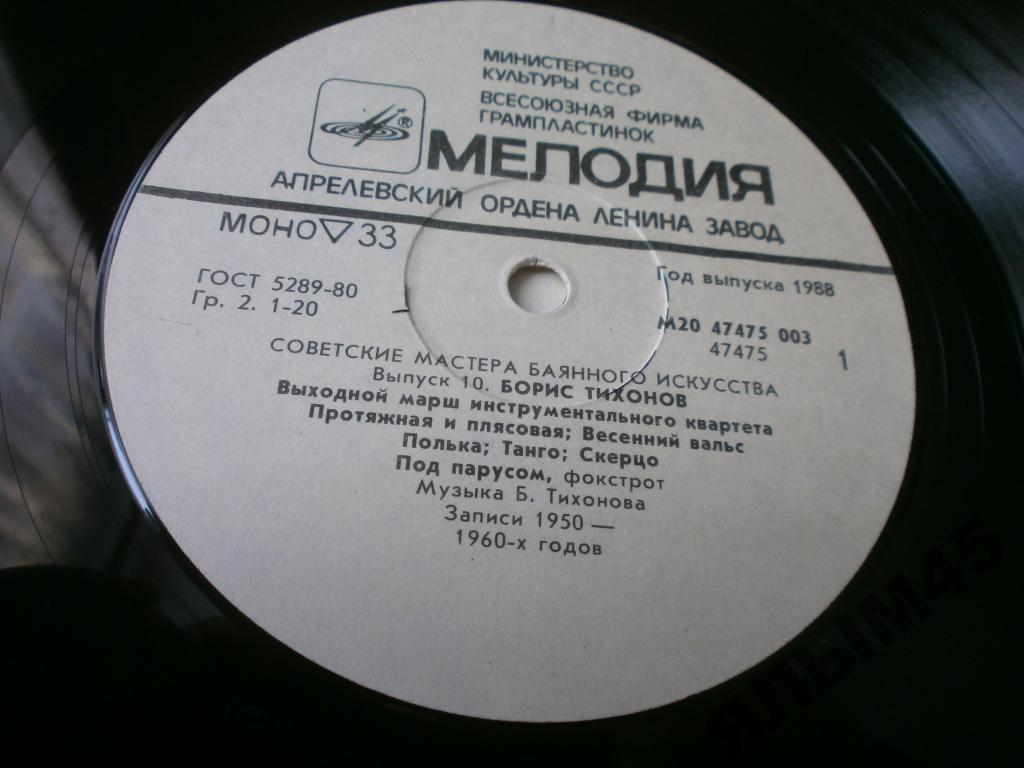 МИНИСТЕРСТВО
КУЛЬТУРЫ СССР
ВСЕСОЮЗНАЯ ФИРМА
ГРАМПЛАСТИНОК
®
МЕЛОДИЯ
АПРЕЛЕВСКИЙ ОРДЕНА ЛЕНИНА ЗАВОД
МОНО▽33
ГОСТ 5289-80
Гр. 2. 1-20
Год выпуска 1988
М20 47475 003
47475
1
СОВЕТСКИЕ МАСТЕРА БАЯННОГО ИСКУССТВА
Выпуск 10. БОРИС ТИХОНОВ
Выходной марш инструментального квартета
Протяжная и плясовая; Весенний вальс
Полька; Танго; Скерцо
Под парусом, фокстрот
Музыка Б. Тихонова
Записи 1950 —
1960-х годов
ЯЛЫМ45